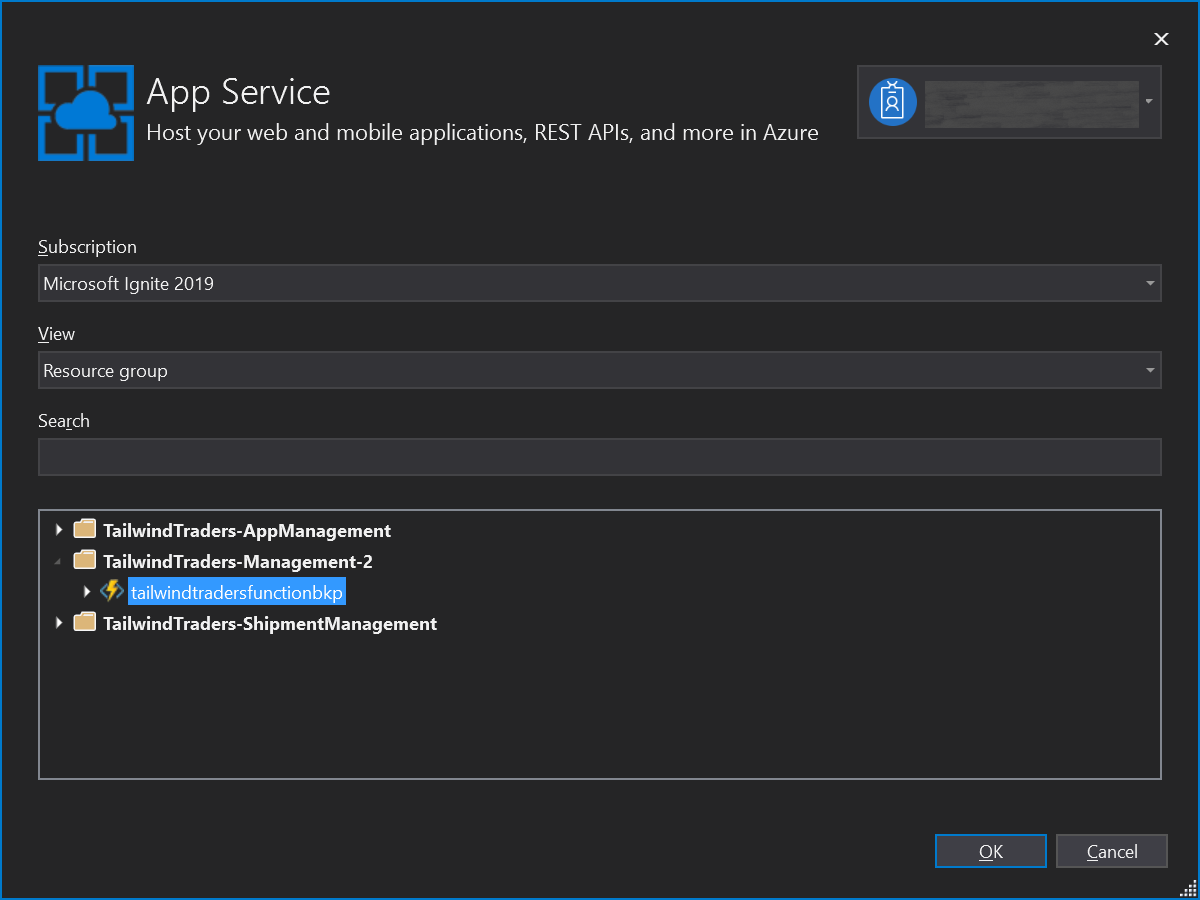 App Service
Host your web and mobile applications, REST APIs, and more in Azure
Subscription
Microsoft Ignite 2019
View
Resource group
Search
TailwindTraders-AppManagement
TailwindTraders-Management-2
tailwindtradersfunctionbkp
TailwindTraders-ShipmentManagement
OK
Cancel